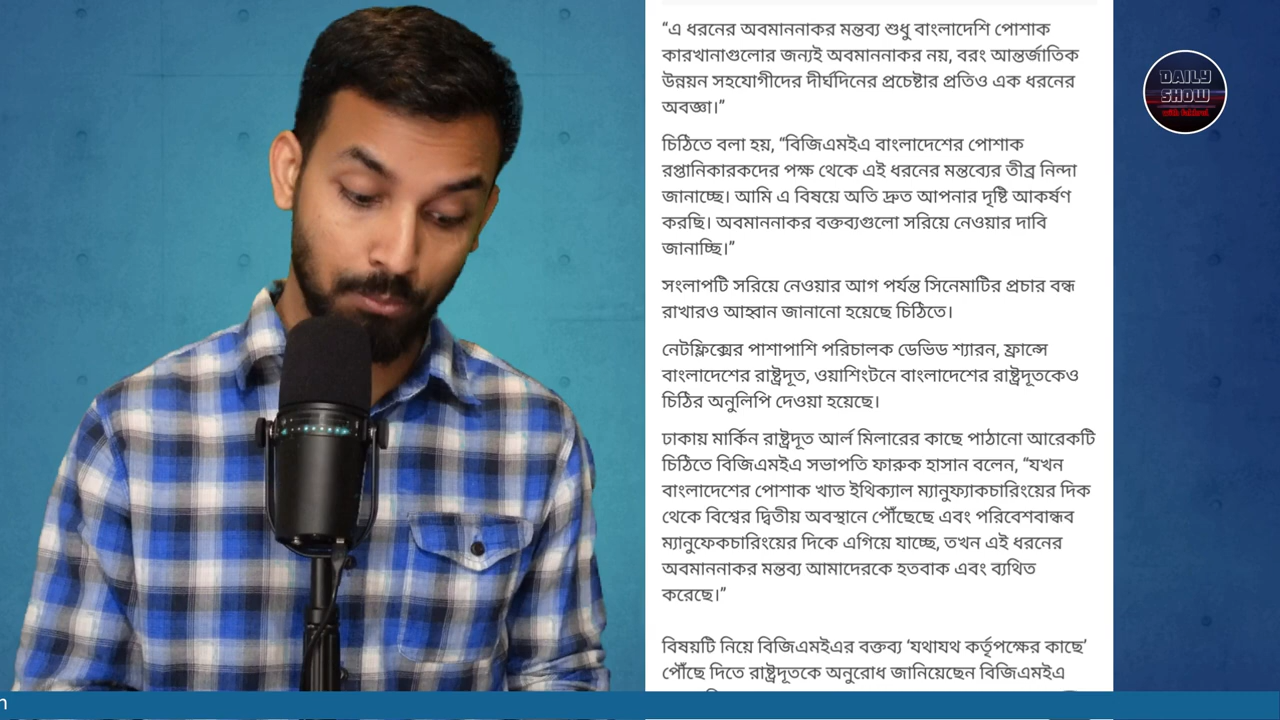 “এ ধরনের অবমাননাকর মন্তব্য শুধু বাংলাদেশি পোশাক
কারখানাগুলোর জন্যই অবমাননাকর নয়, বরং আন্তর্জাতিক
উন্নয়ন সহযোগীদের দীর্ঘদিনের প্রচেষ্টার প্রতিও এক ধরনের
অবজ্ঞা।”
চিঠিতে বলা হয়, “বিজিএমইএ বাংলাদেশের পোশাক
রপ্তানিকারকদের পক্ষ থেকে এই ধরনের মন্তব্যের তীব্র নিন্দা
জানাচ্ছে। আমি এ বিষয়ে অতি দ্রুত আপনার দৃষ্টি আকর্ষণ
করছি। অবমাননাকর বক্তব্যগুলো সরিয়ে নেওয়ার দাবি
জানাচ্ছি।”
সংলাপটি সরিয়ে নেওয়ার আগ পর্যন্ত সিনেমাটির প্রচার বন্ধ
রাখারও আহ্বান জানানো হয়েছে চিঠিতে।
নেটফ্লিক্সের পাশাপাশি পরিচালক ডেভিড শ্যারন, ফ্রান্সে
বাংলাদেশের রাষ্ট্রদূত, ওয়াশিংটনে বাংলাদেশের রাষ্ট্রদূতকেও
চিঠির অনুলিপি দেওয়া হয়েছে।
ঢাকায় মার্কিন রাষ্ট্রদূত আর্ল মিলারের কাছে পাঠানো আরেকটি
চিঠিতে বিজিএমইএ সভাপতি ফারুক হাসান বলেন, “যখন
বাংলাদেশের পোশাক খাত ইথিক্যাল ম্যানুফ্যাকচারিংয়ের দিক
থেকে বিশ্বের দ্বিতীয় অবস্থানে পৌঁছেছে এবং পরিবেশবান্ধব
ম্যানুফেকচারিংয়ের দিকে এগিয়ে যাচ্ছে, তখন এই ধরনের
অবমাননাকর মন্তব্য আমাদেরকে হতবাক এবং ব্যথিত
করেছে।”
বিষয়টি নিয়ে বিজিএমইএর বক্তব্য ‘যথাযথ কর্তৃপক্ষের কাছে’
পৌঁছে দিতে রাষ্ট্রদূতকে অনুরোধ জানিয়েছেন বিজিএমইএ
DAILY
SHOW